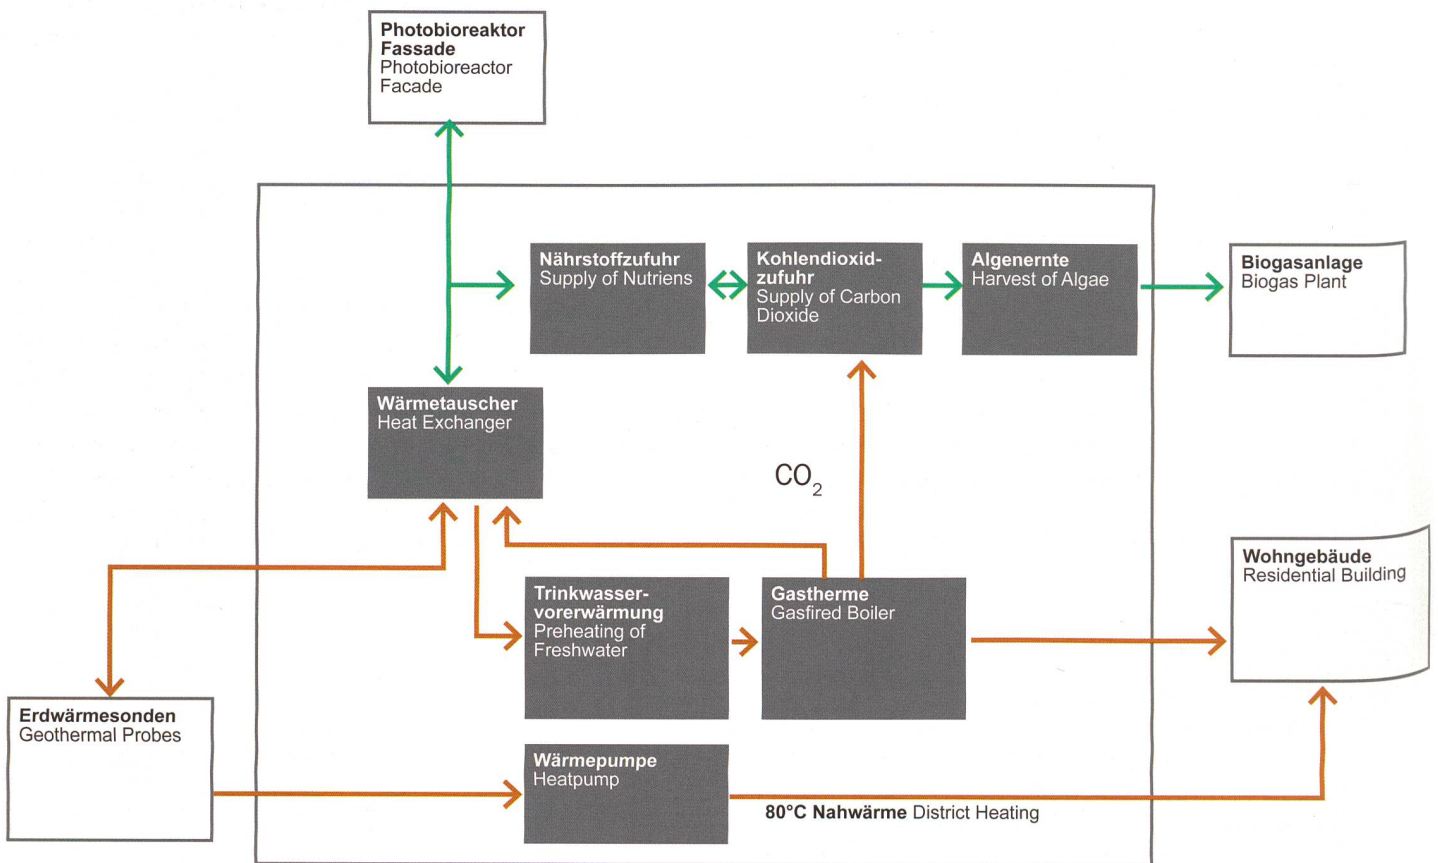 Photobioreaktor
Fassade
Photobioreactor
Facade
Nährstoffzufuhr
Supply of Nutriens
Kohlendioxid-
zufuhr
Supply of Carbon
Dioxide
Algenernte
Harvest of Algae
Biogasanlage
Biogas Plant
Wärmetauscher
Heat Exchanger
CO₂
Trinkwasser-
vorerwärmung
Preheating of
Freshwater
Gastherme
Gasfired Boiler
Wohngebäude
Residential Building
Erdwärmesonden
Geothermal Probes
Wärmepumpe
Heatpump
80°C Nahwärme District Heating